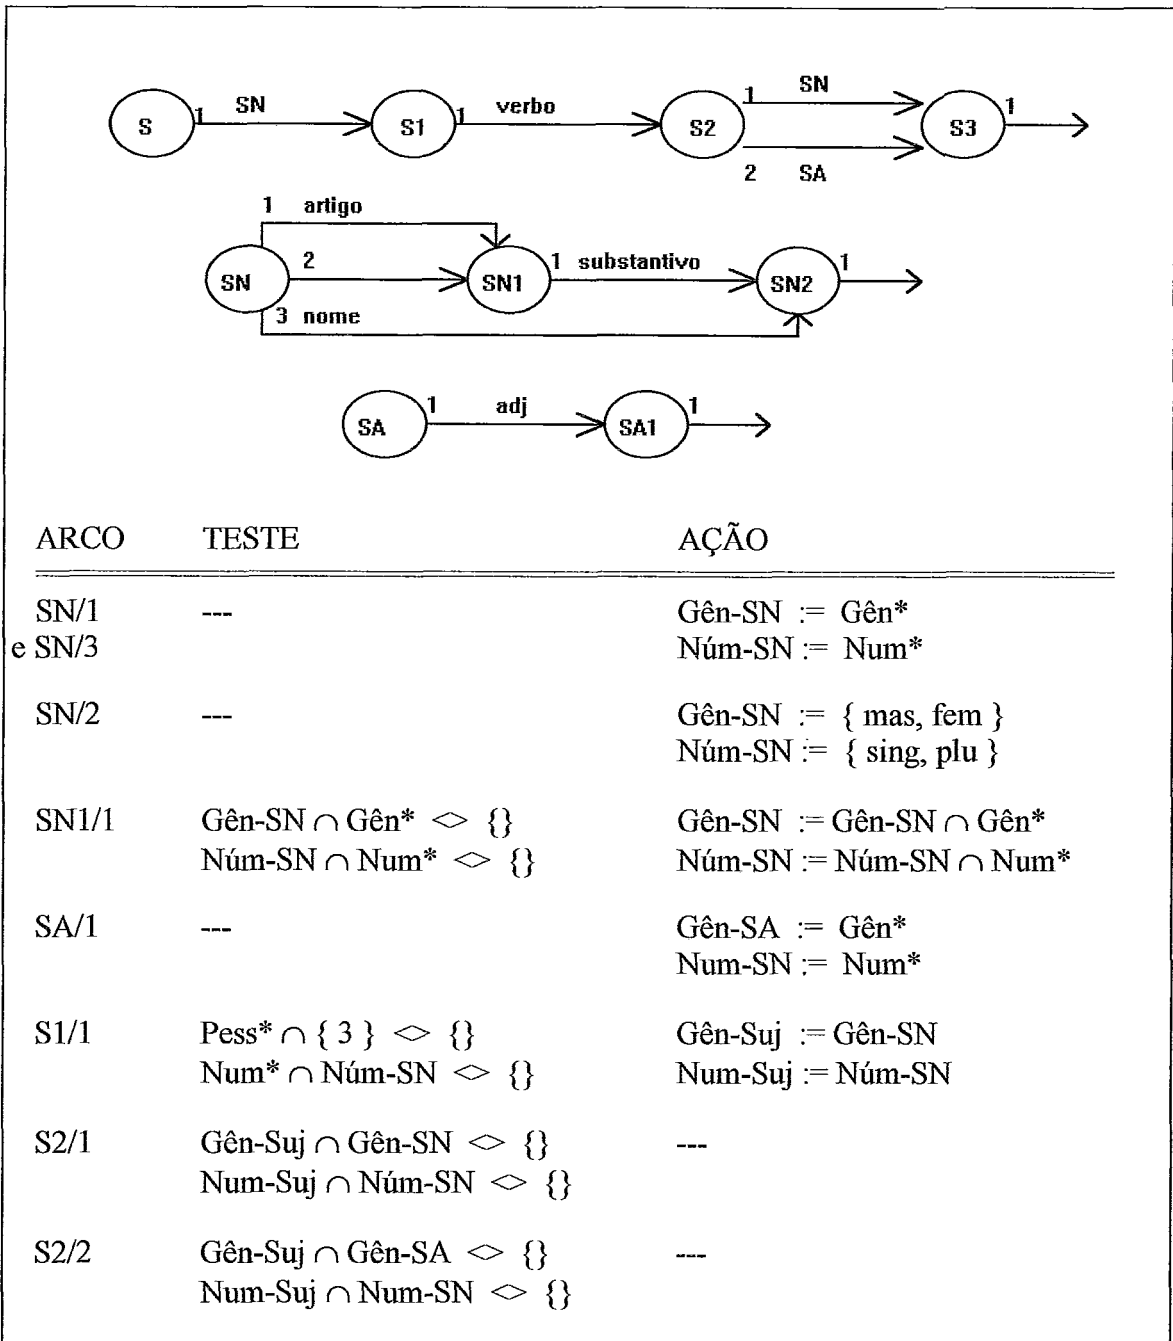 1 SN 1 verbo 1 SN 1
S S1 S2 S3
2 SA
1 artigo
2 1 substantivo 1
SN SN1 SN2
3 nome
1 adj 1
SA SA1
ARCO TESTE AÇÃO
SN/1 --- Gên-SN := Gên*
e SN/3 Núm-SN := Num*
SN/2 --- Gên-SN := { mas, fem }
Núm-SN := { sing, plu }
SN1/1 Gên-SN ∩ Gên* <> {} Gên-SN := Gên-SN ∩ Gên*
Núm-SN ∩ Num* <> {} Núm-SN := Núm-SN ∩ Num*
SA/1 --- Gên-SA := Gên*
Num-SN := Num*
S1/1 Pess* ∩ { 3 } <> {} Gên-Suj := Gên-SN
Num* ∩ Núm-SN <> {} Num-Suj := Núm-SN
S2/1 Gên-Suj ∩ Gên-SN <> {} ---
Num-Suj ∩ Núm-SN <> {}
S2/2 Gên-Suj ∩ Gên-SA <> {} ---
Num-Suj ∩ Num-SN <> {}